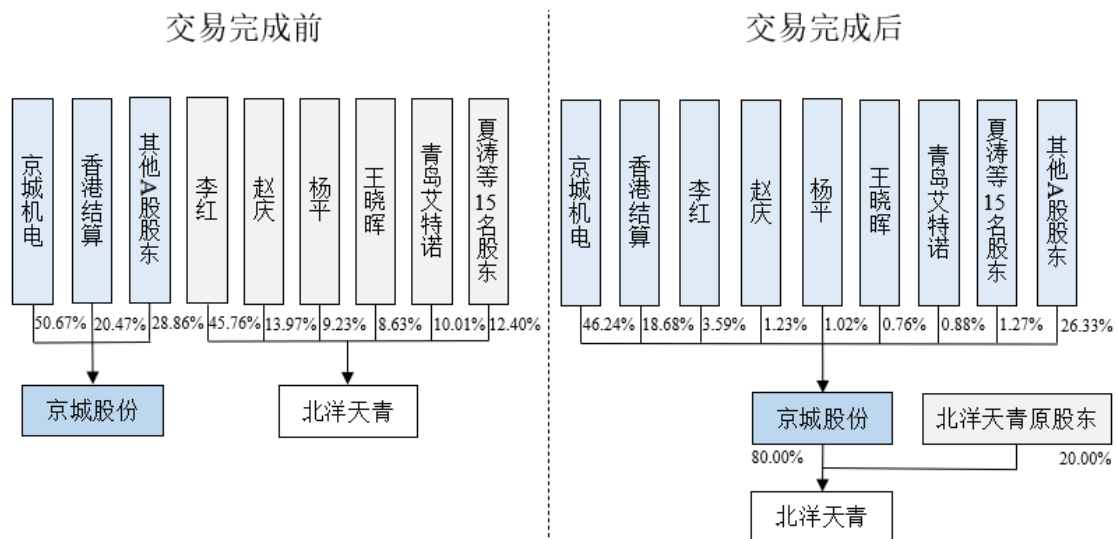 交易完成前
京城机电
香港结算
其他A股股东
李红
赵庆
杨平
王晓晖
青岛艾特诺
夏涛等15名股东
50.67%
20.47%
28.86%
45.76%
13.97%
9.23%
8.63%
10.01%
12.40%
京城股份
北洋天青
交易完成后
京城机电
香港结算
李红
赵庆
杨平
王晓晖
青岛艾特诺
夏涛等15名股东
其他A股股东
46.24%
18.68%
3.59%
1.23%
1.02%
0.76%
0.88%
1.27%
26.33%
京城股份
北洋天青原股东
80.00%
20.00%
北洋天青